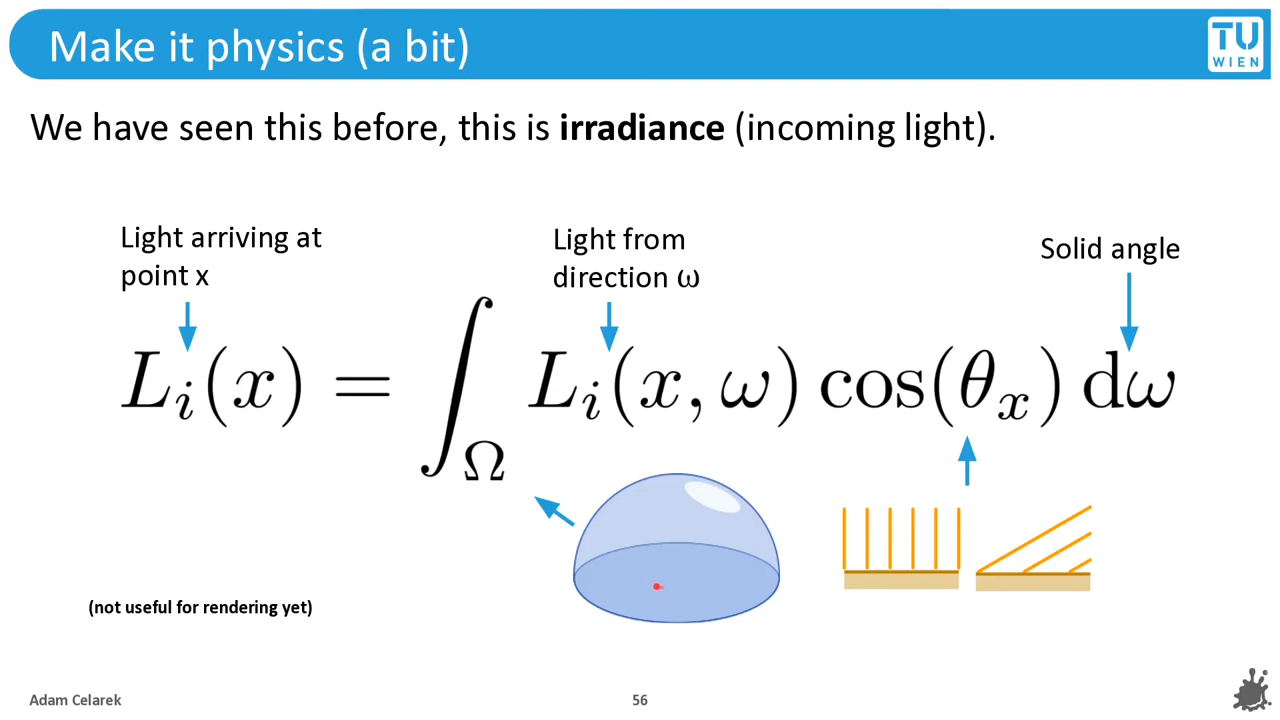 Make it physics (a bit)
TU
WIEN
We have seen this before, this is irradiance (incoming light).
Light arriving at
point x
Light from
direction ω
Solid angle
L_i(x) = ∫_Ω L_i(x, ω) cos(θ_x) dω
(not useful for rendering yet)
Adam Celarek
56